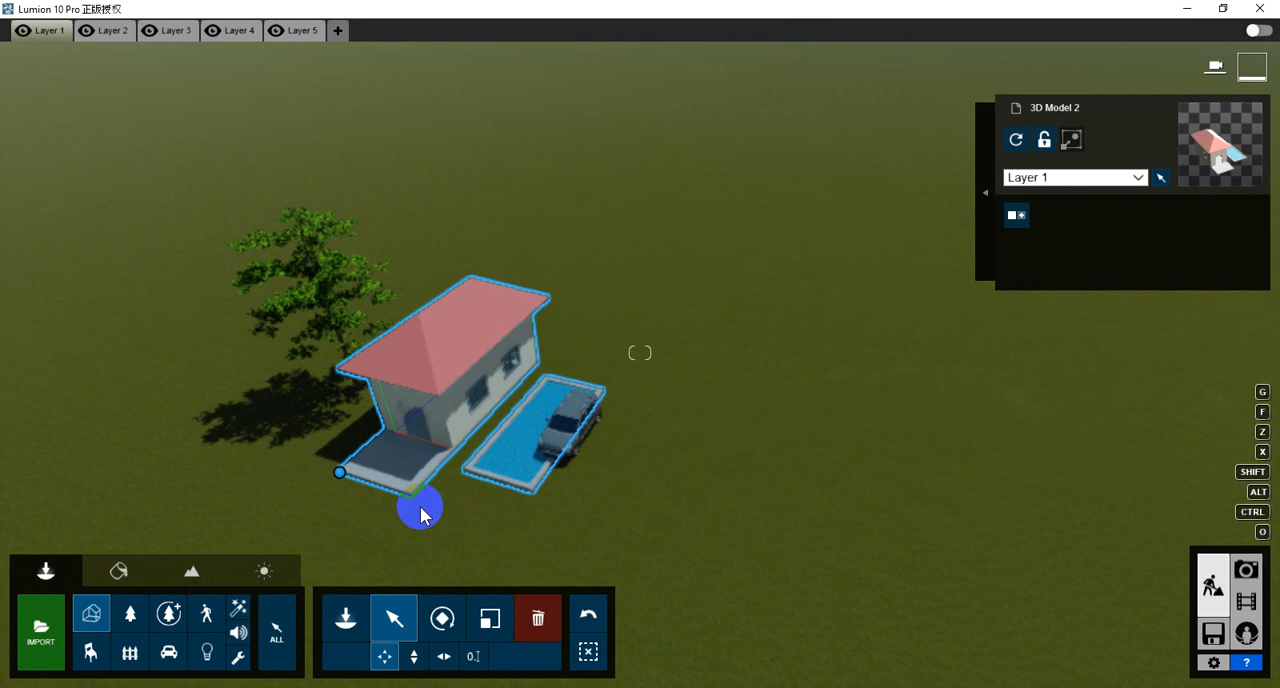 Lumion 10 Pro 正版授权
Layer 1
Layer 2
Layer 3
Layer 4
Layer 5
+
3D Model 2
Layer 1
G
F
Z
X
SHIFT
ALT
CTRL
O
IMPORT
ALL
?